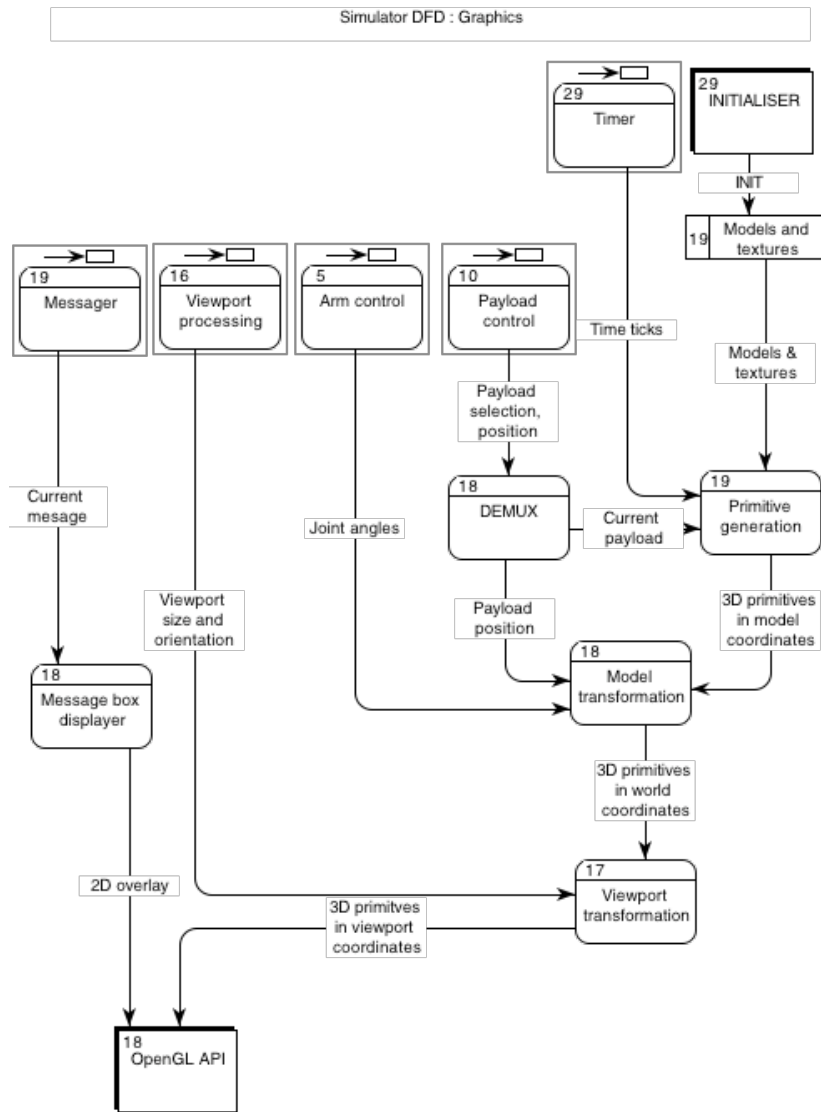 Simulator DFD : Graphics
29
Timer
29
INITIALISER
INIT
19
Models and
textures
19
Messager
16
Viewport
processing
5
Arm control
10
Payload
control
Time ticks
Models &
textures
Payload
selection,
position
Current
mesage
Joint angles
18
DEMUX
Current
payload
19
Primitive
generation
Viewport
size and
orientation
Payload
position
3D primitives
in model
coordinates
18
Message box
displayer
18
Model
transformation
3D primitives
in world
coordinates
2D overlay
17
Viewport
transformation
3D primitves
in viewport
coordinates
18
OpenGL API